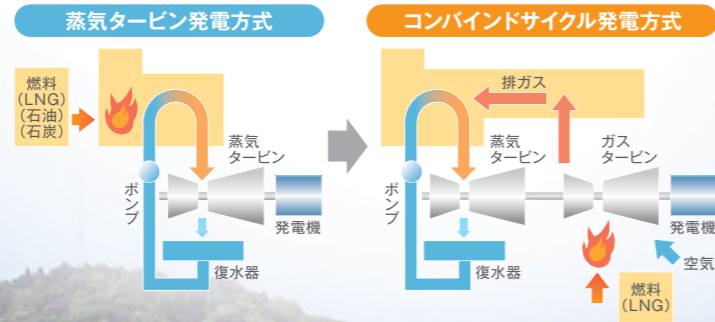 蒸気タービン発電方式
燃料
(LNG)
(石油)
(石炭)
ポンプ
蒸気
タービン
発電機
復水器
コンバインドサイクル発電方式
排ガス
ポンプ
蒸気
タービン
ガス
タービン
発電機
復水器
空気
燃料
(LNG)